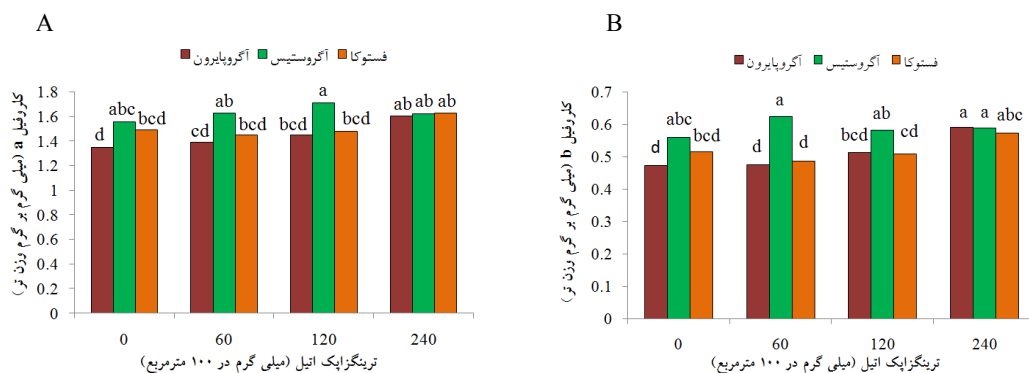 A
آگروپایرون آگروستیس فستوکا
کلروفیل a (میلی گرم بر گرم وزن تر)
1.8
1.6
1.4
1.2
1
0.8
0.6
0.4
0.2
0
d abc bcd cd ab bcd bcd a bcd ab ab ab
0 60 120 240
ترینگزاپک اتیل (میلی گرم در ۱۰۰ مترمربع)
B
آگروپایرون آگروستیس فستوکا
کلروفیل b (میلی گرم بر گرم وزن تر)
0.7
0.6
0.5
0.4
0.3
0.2
0.1
0
d abc bcd d a d bcd ab cd a a abc
0 60 120 240
ترینگزاپک اتیل (میلی گرم در ۱۰۰ مترمربع)